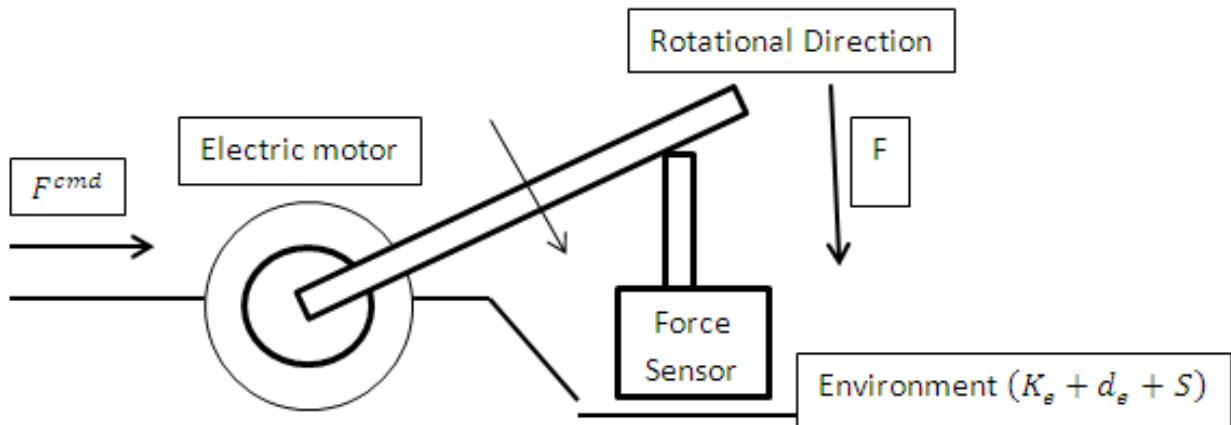 Rotational Direction
Electric motor
F
F^{cmd}
Force
Sensor
Environment (K_e + d_e + S)